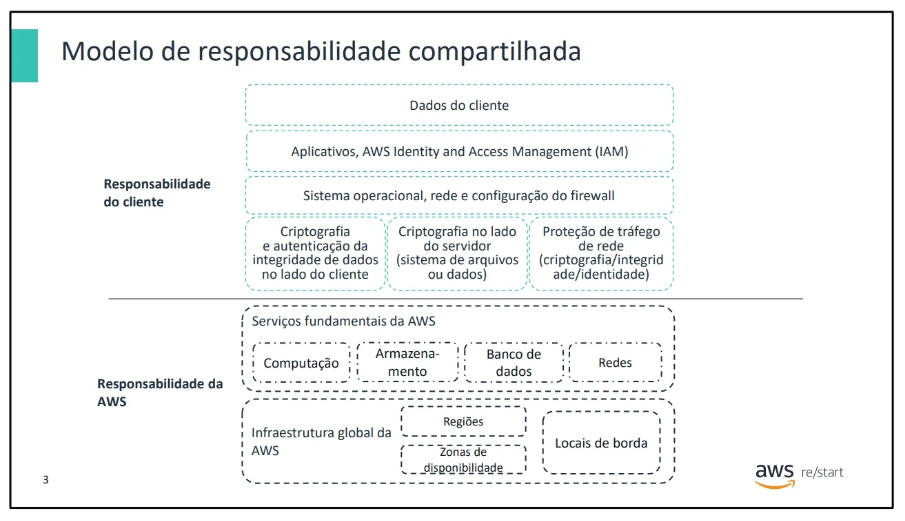 Modelo de responsabilidade compartilhada
Dados do cliente
Aplicativos, AWS Identity and Access Management (IAM)
Responsabilidade
do cliente
Sistema operacional, rede e configuração do firewall
Criptografia
e autenticação da
integridade de dados
no lado do cliente
Criptografia no lado
do servidor
(sistema de arquivos
ou dados)
Proteção de tráfego
de rede
(criptografia/integrid
ade/identidade)
Serviços fundamentais da AWS
Computação
Armazena-
mento
Banco de
dados
Redes
Responsabilidade da
AWS
Infraestrutura global da
AWS
Regiões
Zonas de
disponibilidade
Locais de borda
3
aws re/start